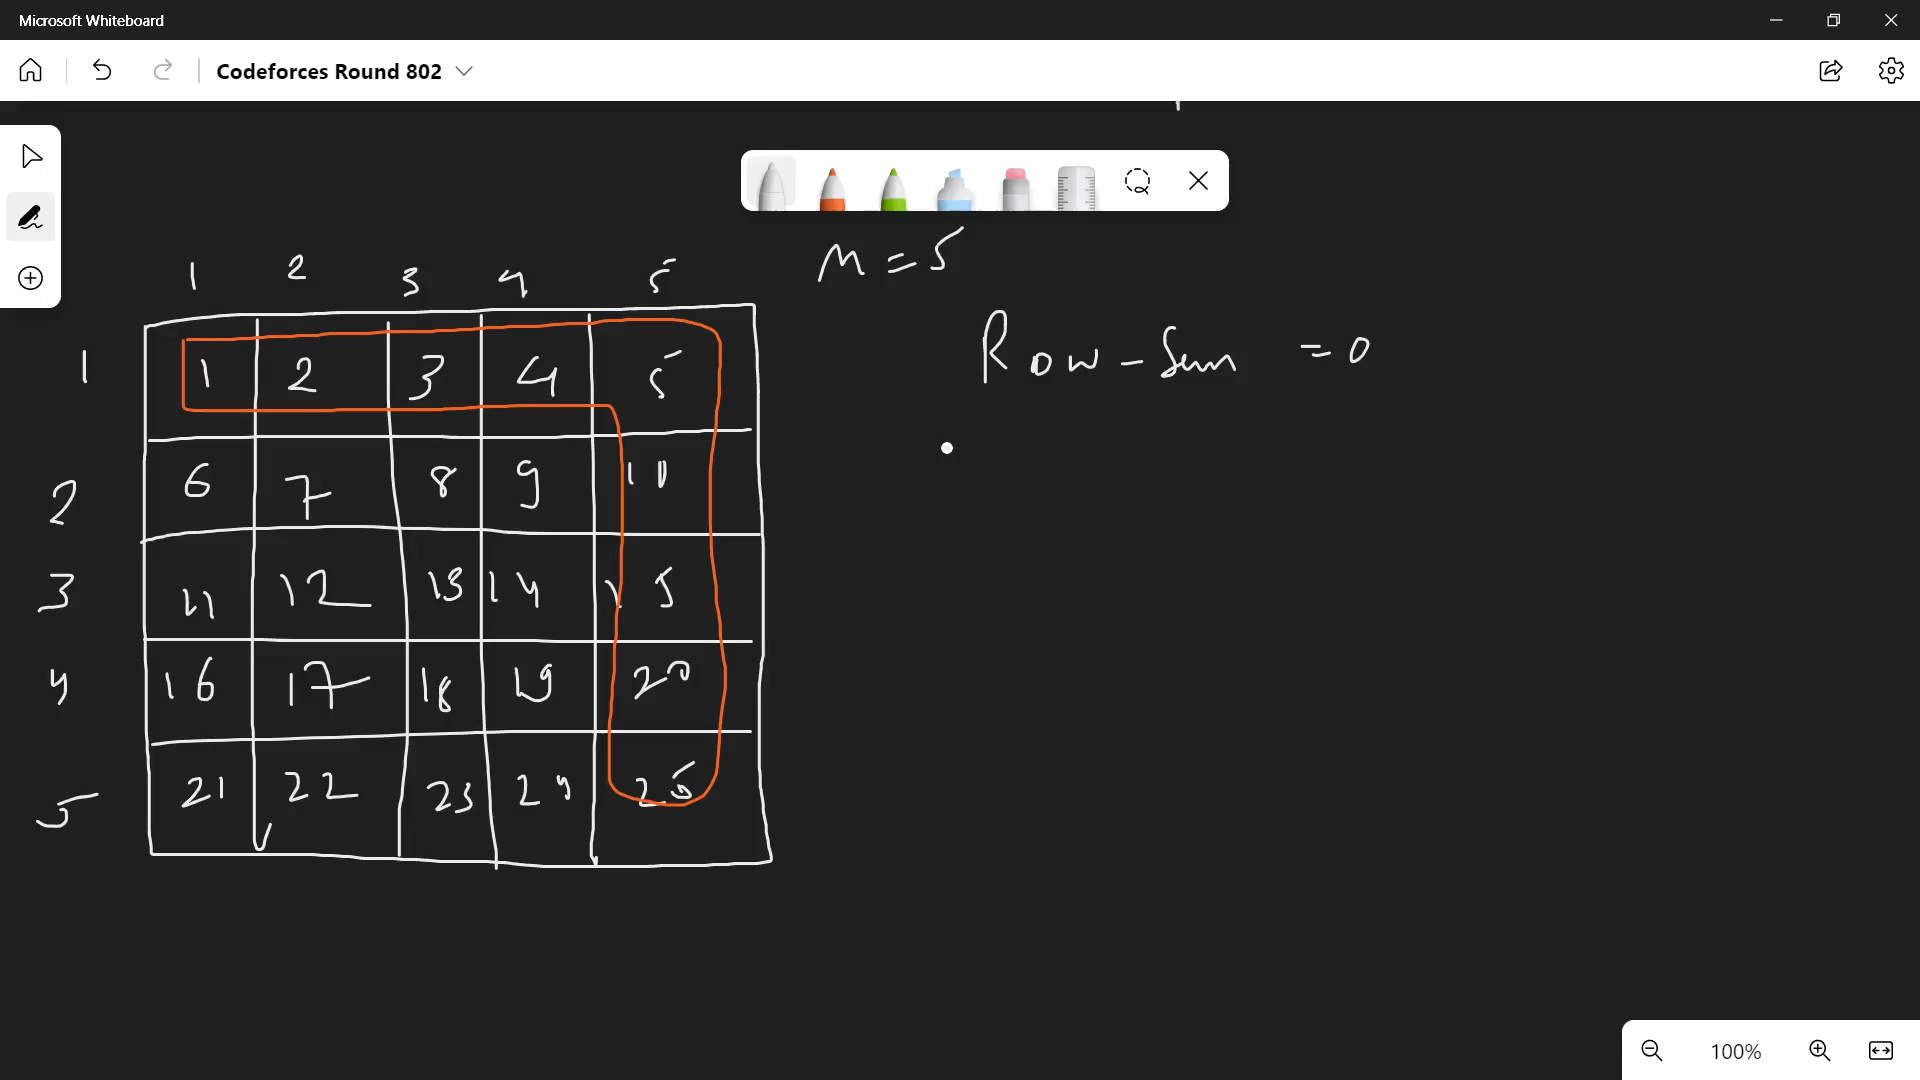 Microsoft Whiteboard
Codeforces Round 802
M = 5
1 2 3 4 5
Row-Sum = 0
1 1 2 3 4 5
2 6 7 8 9 10
3 11 12 13 14 15
4 16 17 18 19 20
5 21 22 23 24 25
100%